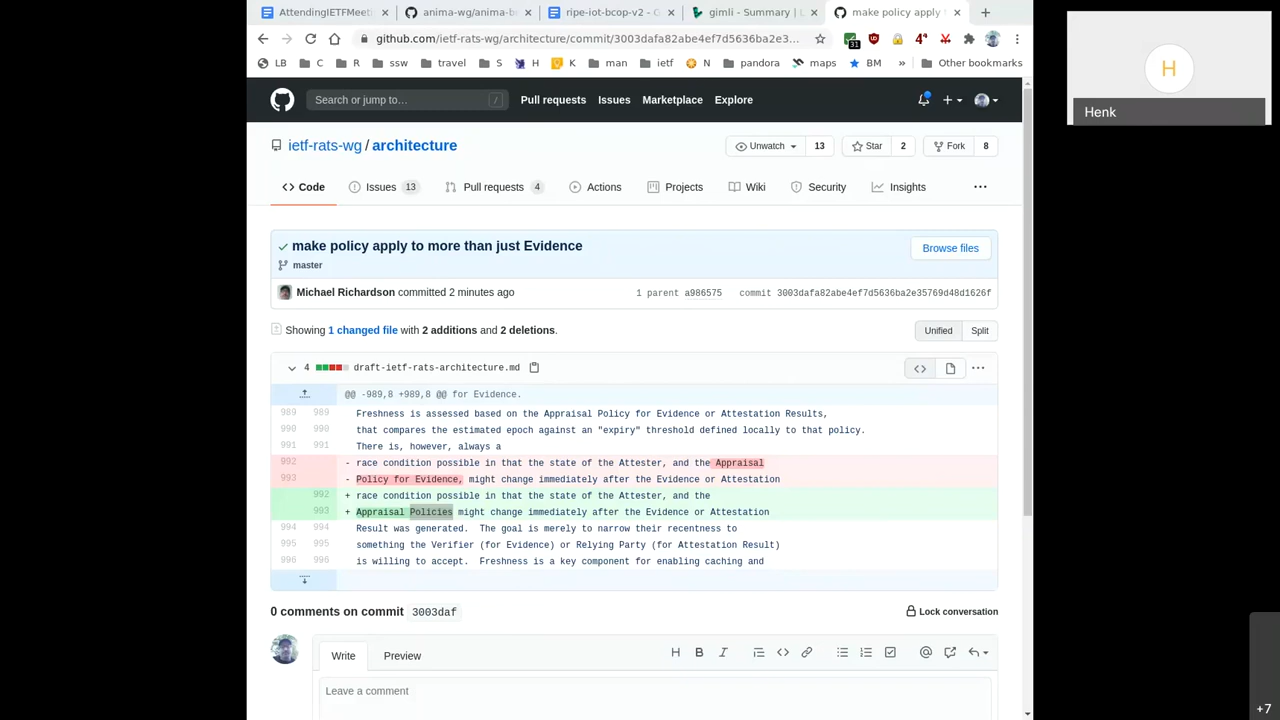 AttendingIETFMeeti
anima-wg/anima-b
ripe-iot-bcop-v2 - G
gimli - Summary | L
make policy apply
github.com/ietf-rats-wg/architecture/commit/3003dafa82abe4ef7d5636ba2e3...
31
LB C R ssw travel S H K man ietf N pandora maps BM » Other bookmarks
Search or jump to… /
Pull requests Issues Marketplace Explore
ietf-rats-wg / architecture
Unwatch 13 Star 2 Fork 8
Code Issues 13 Pull requests 4 Actions Projects Wiki Security Insights
make policy apply to more than just Evidence
Browse files
master
Michael Richardson committed 2 minutes ago
1 parent a986575 commit 3003dafa82abe4ef7d5636ba2e35769d48d1626f
Showing 1 changed file with 2 additions and 2 deletions.
Unified Split
4 draft-ietf-rats-architecture.md
@@ -989,8 +989,8 @@ for Evidence.
989 989 Freshness is assessed based on the Appraisal Policy for Evidence or Attestation Results,
990 990 that compares the estimated epoch against an "expiry" threshold defined locally to that policy.
991 991 There is, however, always a
992 - race condition possible in that the state of the Attester, and the Appraisal
993 - Policy for Evidence, might change immediately after the Evidence or Attestation
992 + race condition possible in that the state of the Attester, and the
993 + Appraisal Policies might change immediately after the Evidence or Attestation
994 994 Result was generated. The goal is merely to narrow their recentness to
995 995 something the Verifier (for Evidence) or Relying Party (for Attestation Result)
996 996 is willing to accept. Freshness is a key component for enabling caching and
0 comments on commit 3003daf
Lock conversation
Write Preview
Leave a comment
H
Henk
+7